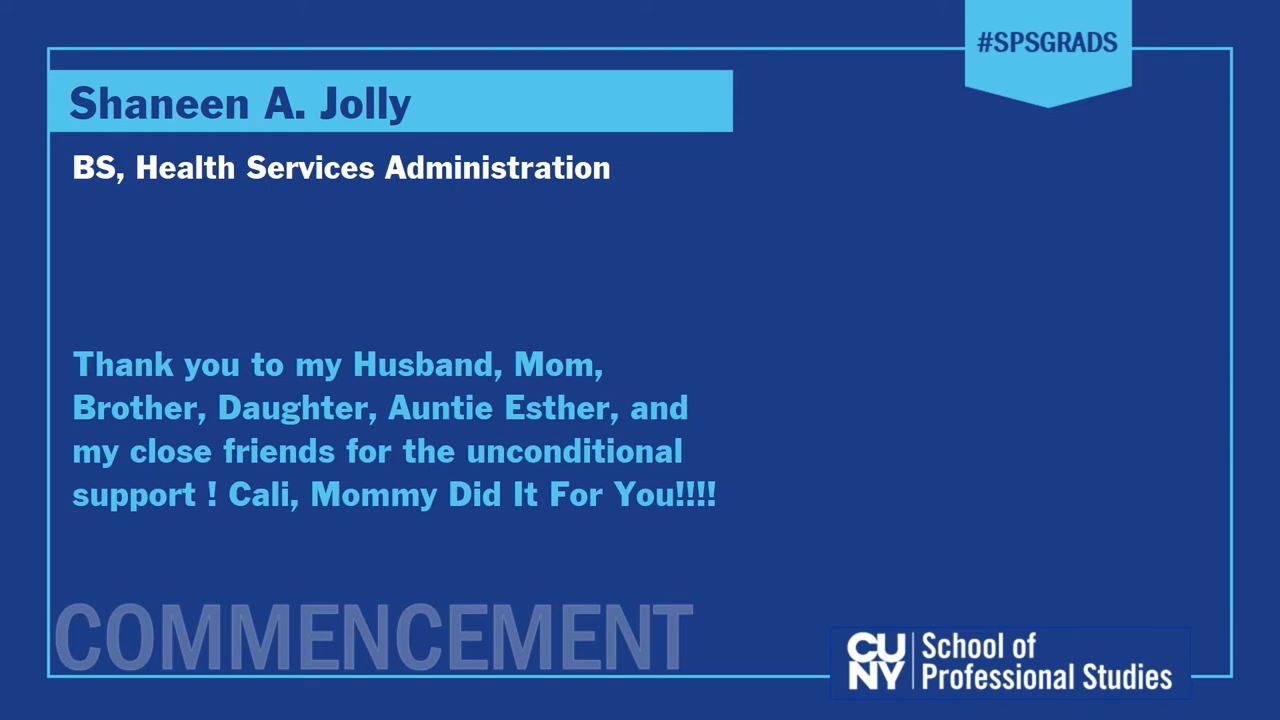 #SPSGRADS
Shaneen A. Jolly
BS, Health Services Administration
Thank you to my Husband, Mom,
Brother, Daughter, Auntie Esther, and
my close friends for the unconditional
support ! Cali, Mommy Did It For You!!!!
COMMENCEMENT
CU
NY
School of
Professional Studies